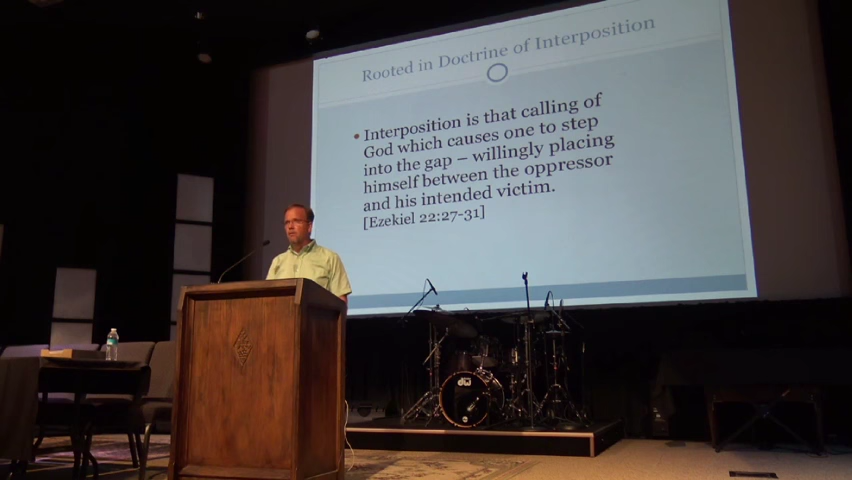 Rooted in Doctrine of Interposition
• Interposition is that calling of
God which causes one to step
into the gap – willingly placing
himself between the oppressor
and his intended victim.
[Ezekiel 22:27-31]
dw